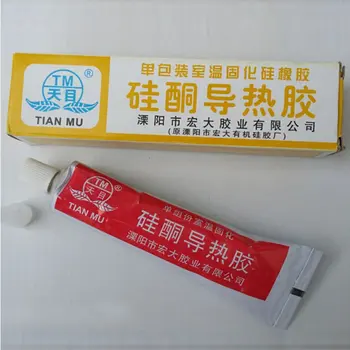 TM
®
天目
TIAN MU
单包装室温固化硅橡胶
硅酮导热胶
溧阳市宏大胶业有限公司
(原溧阳市宏大有机硅胶厂)
TM
天目
TIAN MU
单组份室温固化
硅酮导热胶
溧阳市宏大胶业有限公司